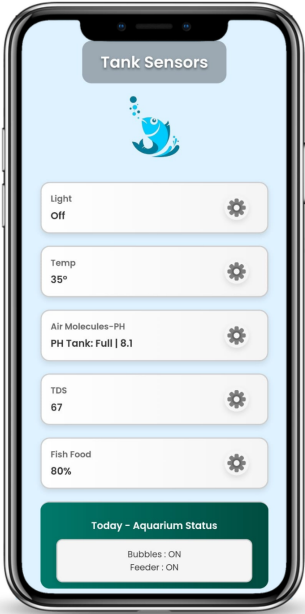 Tank Sensors
Light
Off
Temp
35°
Air Molecules-PH
PH Tank: Full | 8.1
TDS
67
Fish Food
80%
Today - Aquarium Status
Bubbles : ON
Feeder : ON